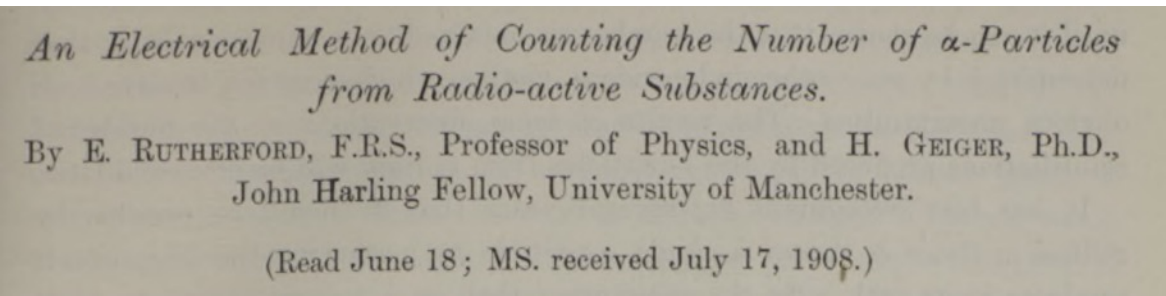 An Electrical Method of Counting the Number of α-Particles
from Radio-active Substances.
By E. RUTHERFORD, F.R.S., Professor of Physics, and H. GEIGER, Ph.D.,
John Harling Fellow, University of Manchester.
(Read June 18; MS. received July 17, 1908.)